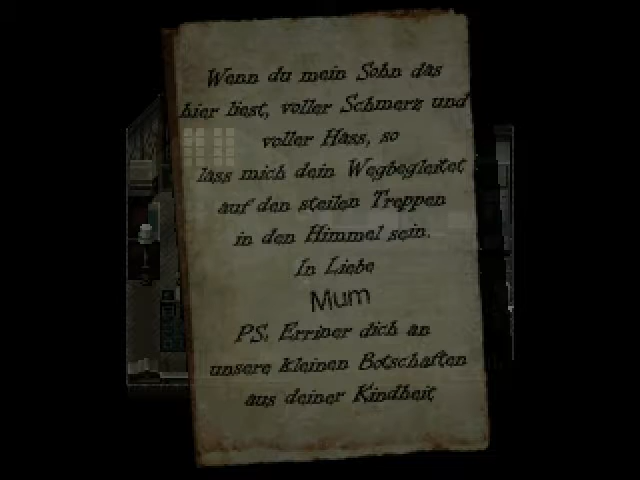 Wenn du mein Sohn das
hier liest, voller Schmerz und
voller Hass, so
lass mich dein Wegbegleitet
auf den steilen Treppen
in den Himmel sein.
In Liebe
Mum
PS. Erriner dich an
unsere kleinen Botschaften
aus deiner Kindheit